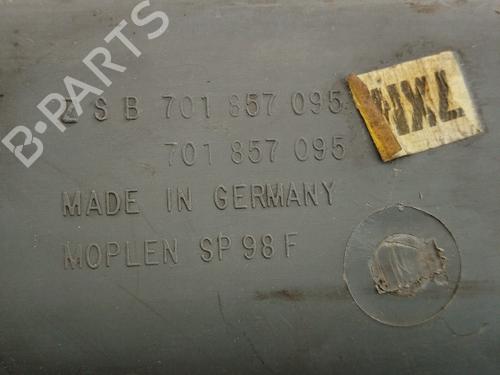 B-PARTS
ZSB 701 857 095
701 857 095
MADE IN GERMANY
MOPLEN SP 98 F